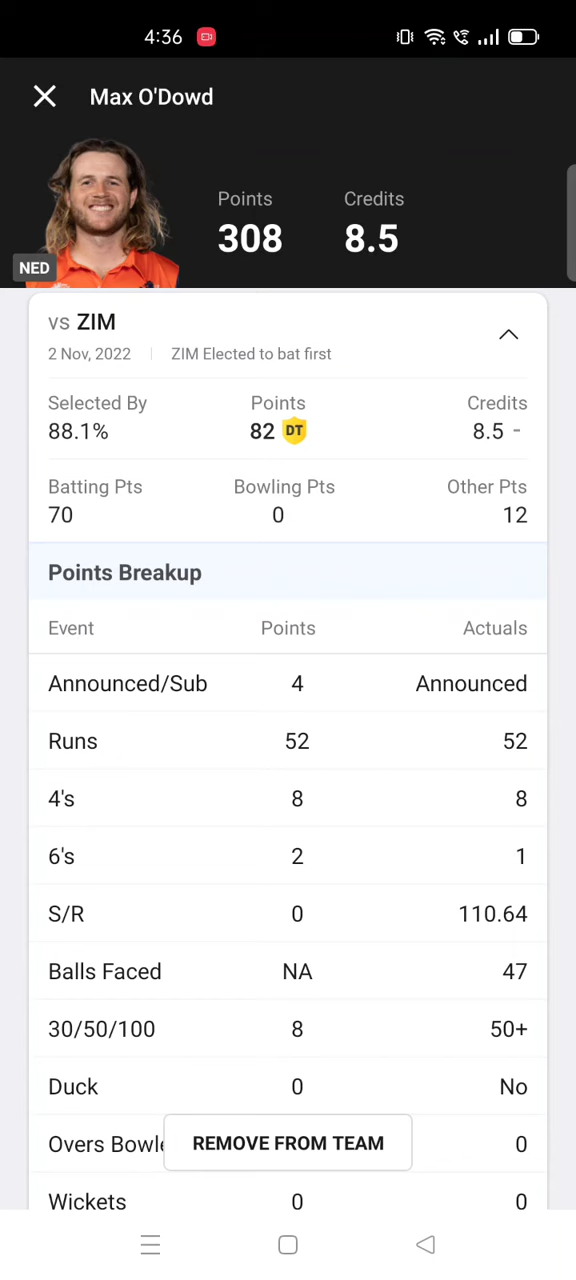 4:36
Max O'Dowd
Points Credits
308 8.5
NED
vs ZIM
2 Nov, 2022 ZIM Elected to bat first
Selected By Points Credits
88.1% 82 DT 8.5 -
Batting Pts Bowling Pts Other Pts
70 0 12
Points Breakup
Event Points Actuals
Announced/Sub 4 Announced
Runs 52 52
4's 8 8
6's 2 1
S/R 0 110.64
Balls Faced NA 47
30/50/100 8 50+
Duck 0 No
Overs Bowle REMOVE FROM TEAM 0
Wickets 0 0